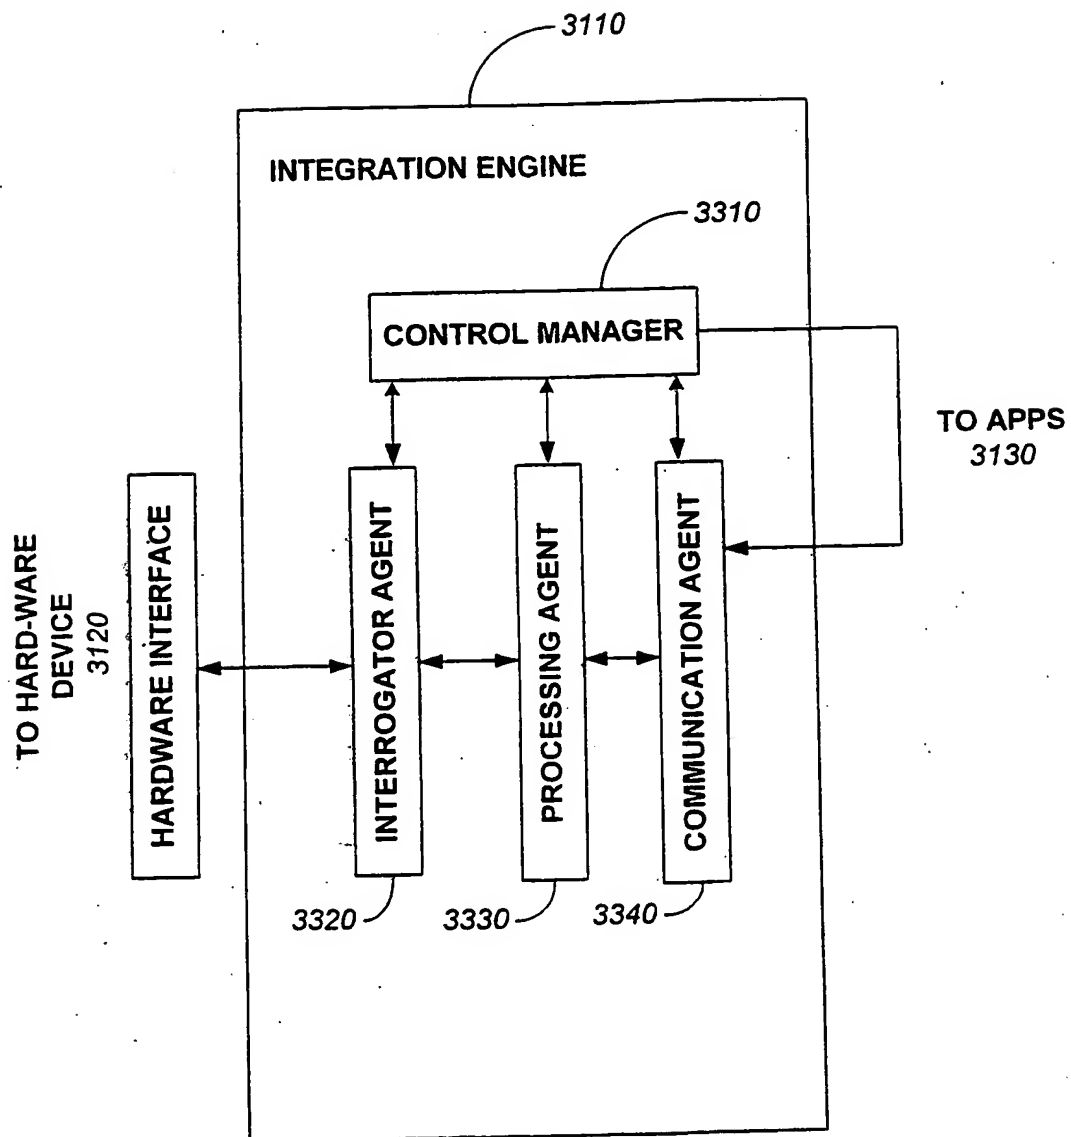 3110
INTEGRATION ENGINE
3310
CONTROL MANAGER
TO APPS
3130
TO HARD-WARE
DEVICE
3120
HARDWARE INTERFACE
INTERROGATOR AGENT
PROCESSING AGENT
COMMUNICATION AGENT
3320
3330
3340